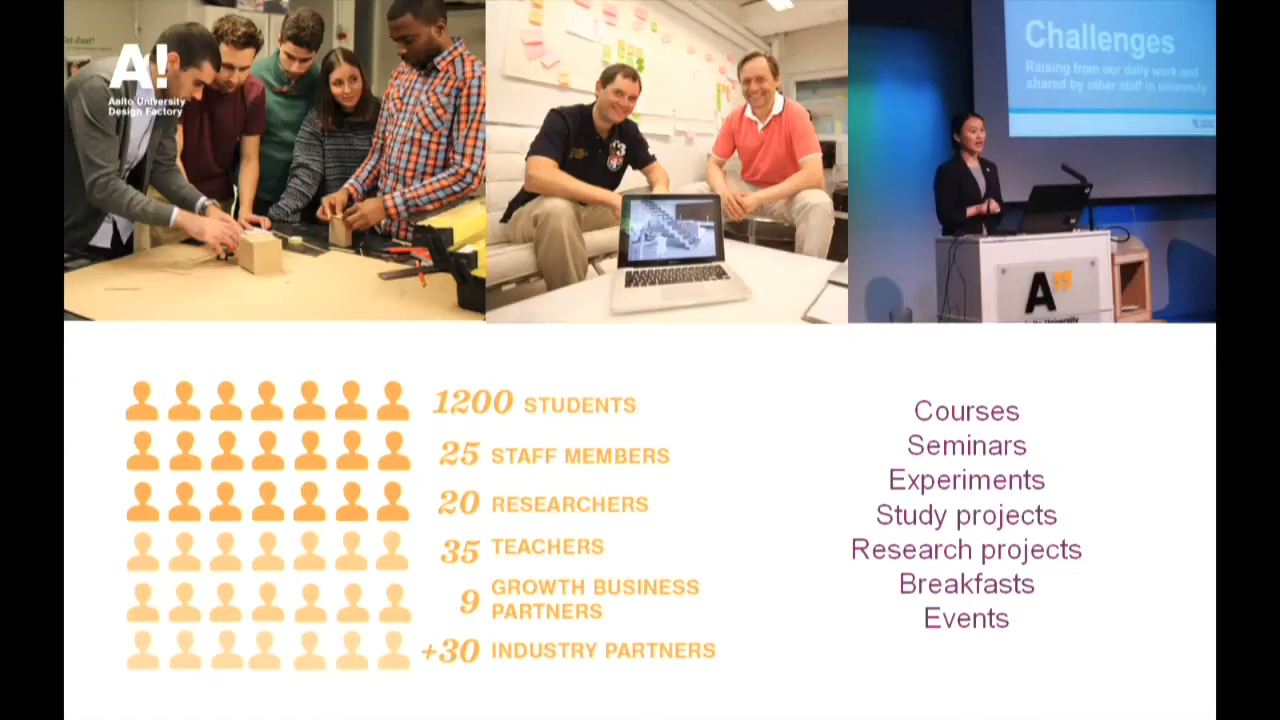 A!
Aalto University
Design Factory
Challenges
Raising from our daily work and
shared by other staff in university
A"
Aalto University
1200 STUDENTS
25 STAFF MEMBERS
20 RESEARCHERS
35 TEACHERS
9 GROWTH BUSINESS
PARTNERS
+30 INDUSTRY PARTNERS
Courses
Seminars
Experiments
Study projects
Research projects
Breakfasts
Events